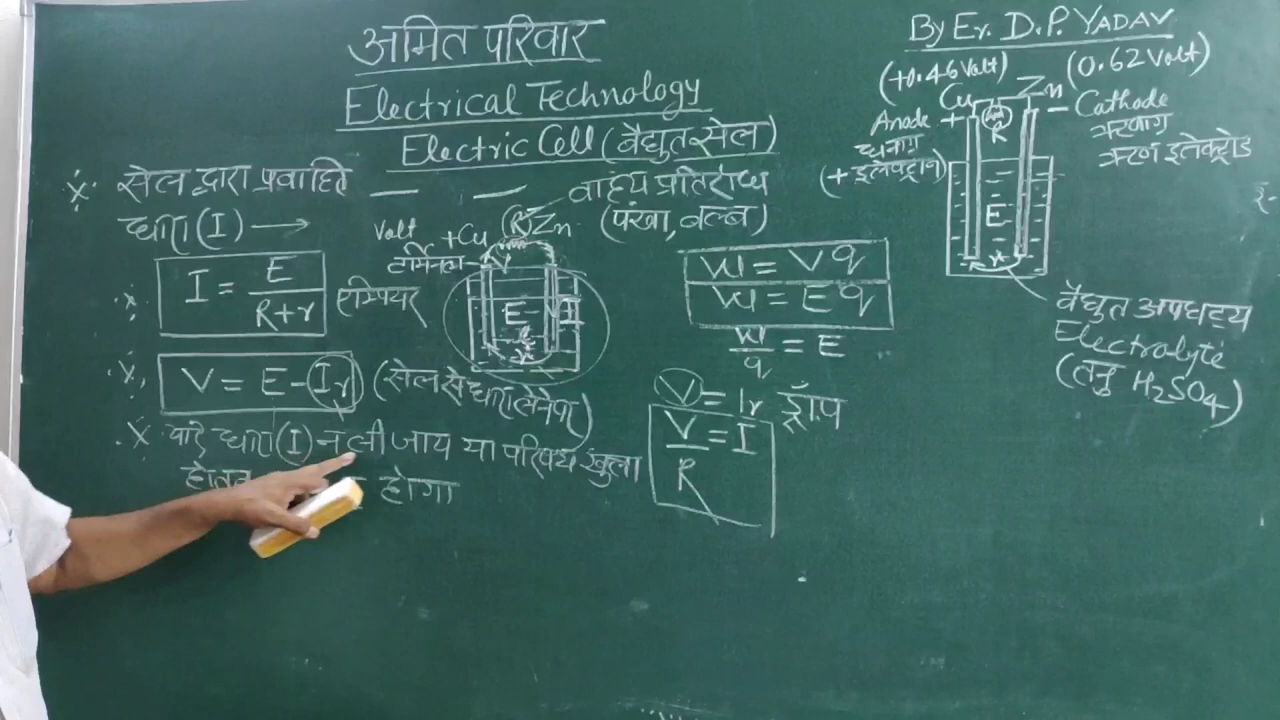 अमित परिवार
By Er. D.P. YADAV
Electrical Technology
Electric Cell (वैद्युत सेल)
(+0.46 Volt)
(0.62 Volt)
Cu
Zn
Anode +
- Cathode
R
ऋणाग्र
ऋण इलेक्ट्रोड
धनाग्र
(+ इलेक्ट्रोड)
E
r
वैद्युत अपघट्य
Electrolyte
(तनु H₂SO₄)
सेल द्वारा प्रवाहित
धारा (I) →
वाह्य प्रतिरोध
(पंखा, बल्ब)
Volt
+Cu
(R) Zn
टर्मिनल
V
E
r
I = E / R+r एम्पियर
W = Vq
W = Eq
W / q = E
V = E - Ir (सेल से धारा लेने पर)
V = Ir ड्रॉप
V / R = I
यदि धारा (I) न ली जाय या परिपथ खुला
हो तब
होगा